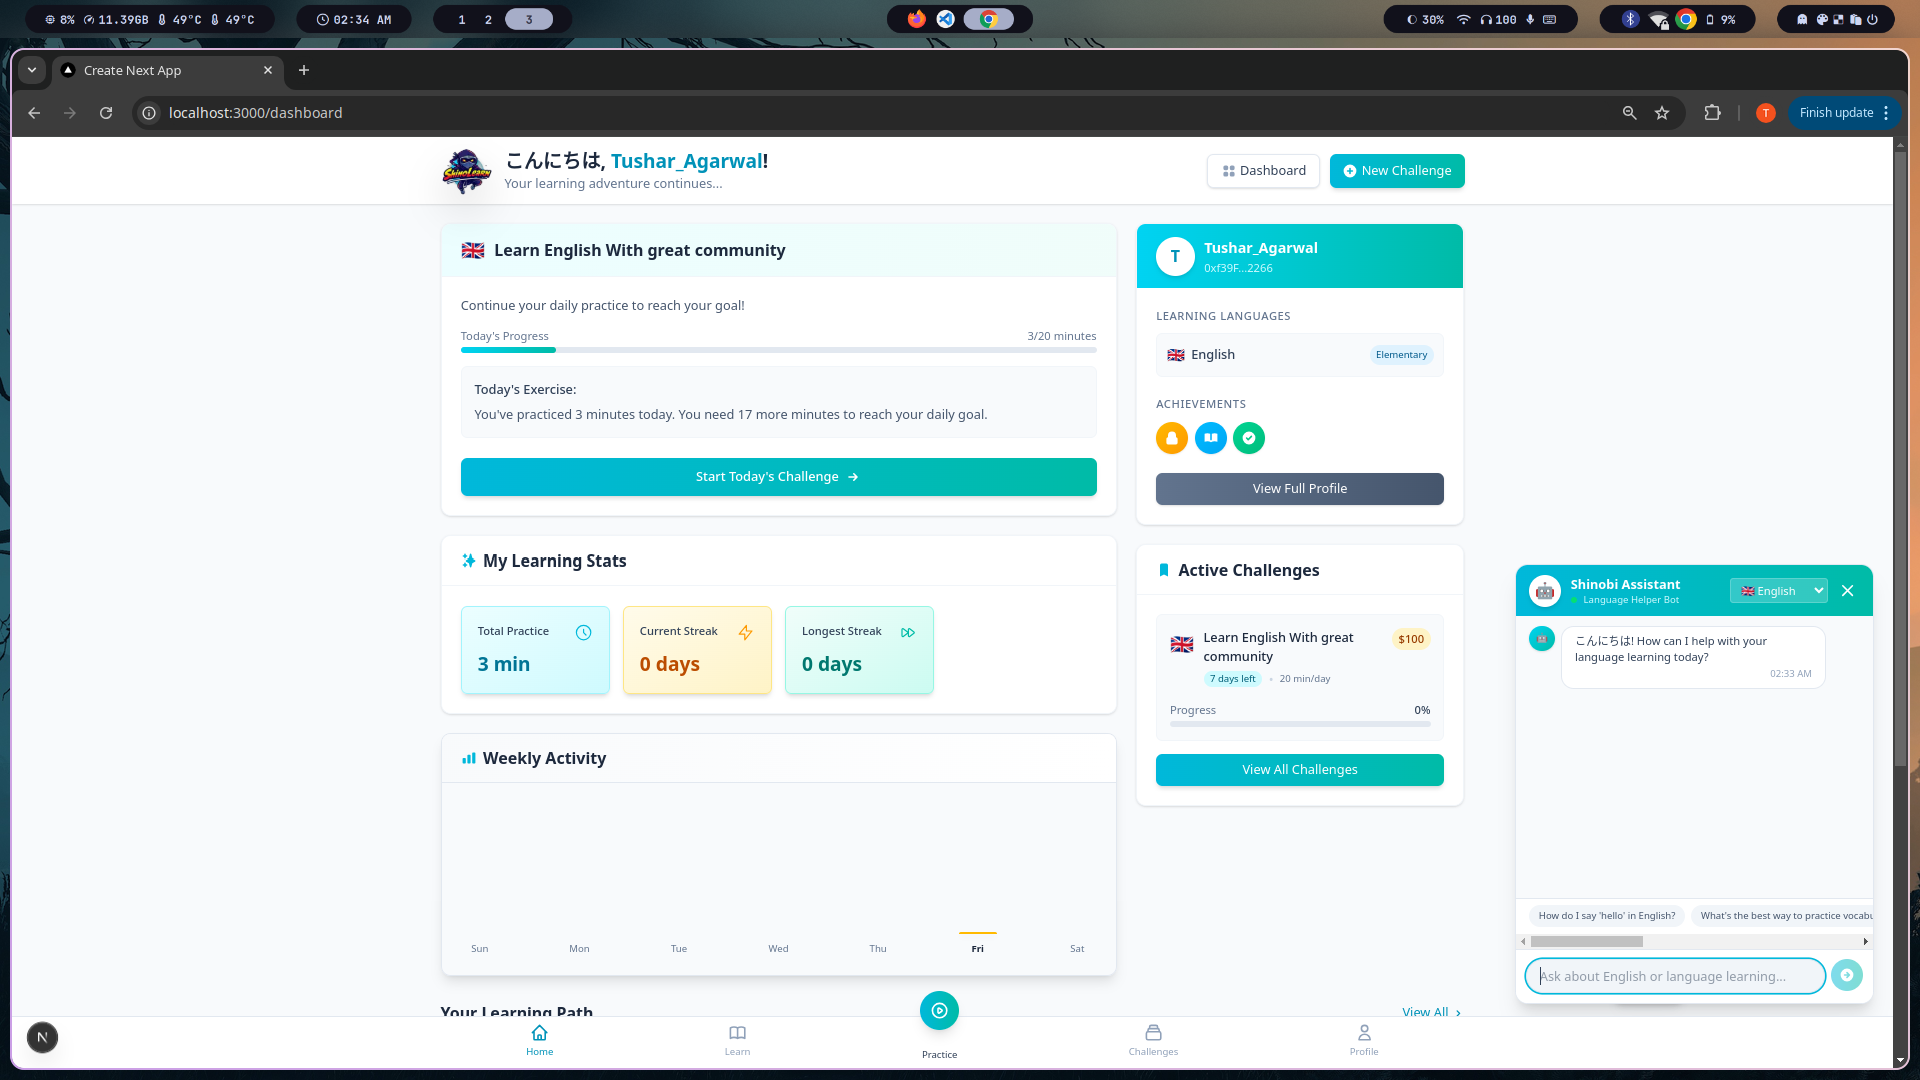 8% 11.39GB 49°C 49°C
02:34 AM
1 2 3
30% 100
9%
Create Next App
localhost:3000/dashboard
T
Finish update
SHINOLEARN
こんにちは, Tushar_Agarwal!
Your learning adventure continues...
Dashboard
New Challenge
🇬🇧 Learn English With great community
Continue your daily practice to reach your goal!
Today's Progress 3/20 minutes
Today's Exercise:
You've practiced 3 minutes today. You need 17 more minutes to reach your daily goal.
Start Today's Challenge →
My Learning Stats
Total Practice
3 min
Current Streak
0 days
Longest Streak
0 days
Weekly Activity
Sun Mon Tue Wed Thu Fri Sat
Your Learning Path
View All ›
T
Tushar_Agarwal
0xf39F...2266
LEARNING LANGUAGES
🇬🇧 English Elementary
ACHIEVEMENTS
View Full Profile
Active Challenges
🇬🇧 Learn English With great community
$100
7 days left • 20 min/day
Progress 0%
View All Challenges
Shinobi Assistant
Language Helper Bot
🇬🇧 English
こんにちは! How can I help with your
language learning today?
02:33 AM
How do I say 'hello' in English?
What's the best way to practice vocabu
Ask about English or language learning...
N
Home
Learn
Practice
Challenges
Profile